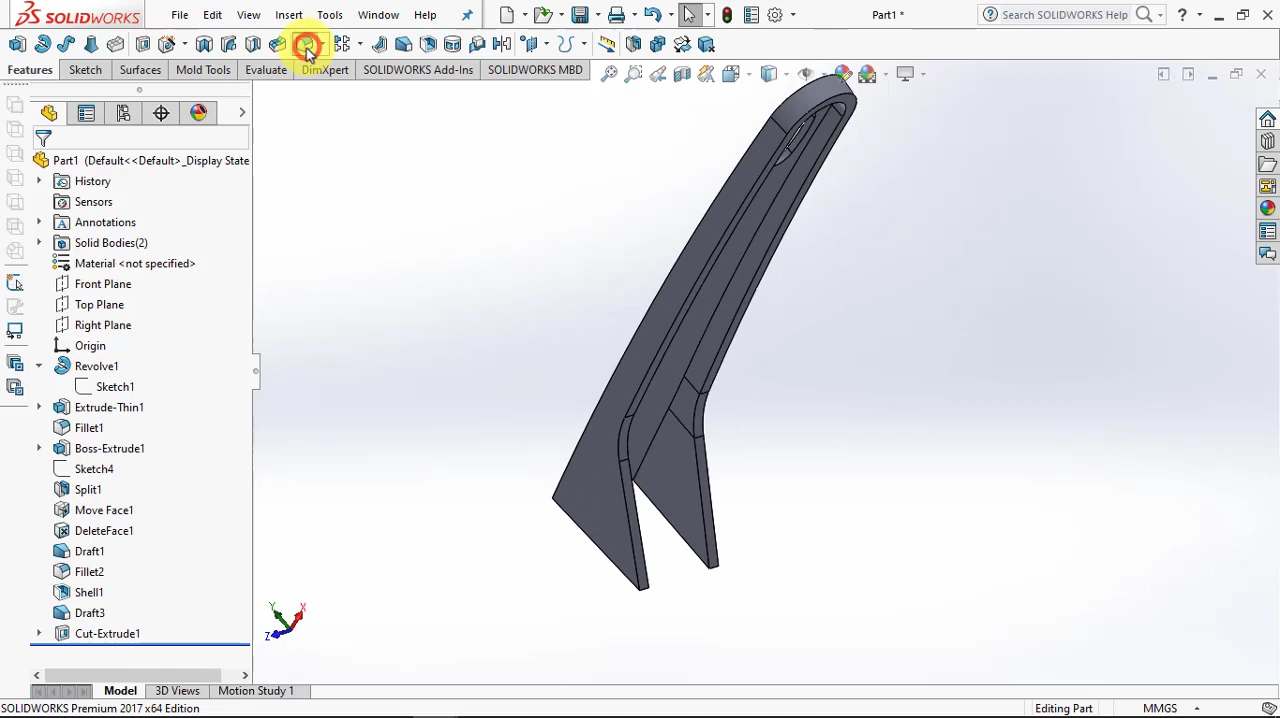 SOLIDWORKS File Edit View Insert Tools Window Help Part1 * Search SOLIDWORKS Help ?
Features Sketch Surfaces Mold Tools Evaluate DimXpert SOLIDWORKS Add-Ins SOLIDWORKS MBD
Part1 (Default<<Default>_Display State
History
Sensors
A Annotations
Solid Bodies(2)
Material <not specified>
Front Plane
Top Plane
Right Plane
Origin
Revolve1
Sketch1
Extrude-Thin1
Fillet1
Boss-Extrude1
Sketch4
Split1
Move Face1
DeleteFace1
Draft1
Fillet2
Shell1
Draft3
Cut-Extrude1
Y X Z
Model 3D Views Motion Study 1
SOLIDWORKS Premium 2017 x64 Edition Editing Part MMGS